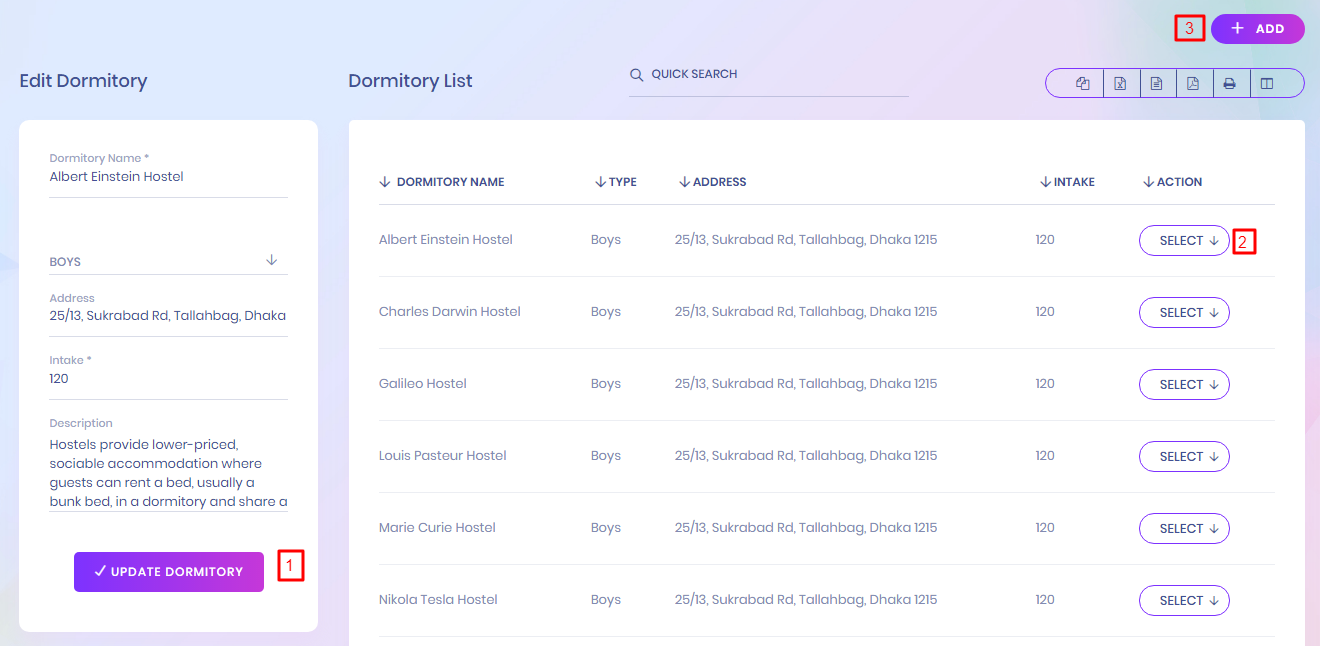 3
+ ADD
Edit Dormitory
Dormitory List
QUICK SEARCH
Dormitory Name *
Albert Einstein Hostel
BOYS
Address
25/13, Sukrabad Rd, Tallahbag, Dhaka
Intake *
120
Description
Hostels provide lower-priced,
sociable accommodation where
guests can rent a bed, usually a
bunk bed, in a dormitory and share a
UPDATE DORMITORY
1
DORMITORY NAME TYPE ADDRESS INTAKE ACTION
Albert Einstein Hostel Boys 25/13, Sukrabad Rd, Tallahbag, Dhaka 1215 120 SELECT 2
Charles Darwin Hostel Boys 25/13, Sukrabad Rd, Tallahbag, Dhaka 1215 120 SELECT
Galileo Hostel Boys 25/13, Sukrabad Rd, Tallahbag, Dhaka 1215 120 SELECT
Louis Pasteur Hostel Boys 25/13, Sukrabad Rd, Tallahbag, Dhaka 1215 120 SELECT
Marie Curie Hostel Boys 25/13, Sukrabad Rd, Tallahbag, Dhaka 1215 120 SELECT
Nikola Tesla Hostel Boys 25/13, Sukrabad Rd, Tallahbag, Dhaka 1215 120 SELECT